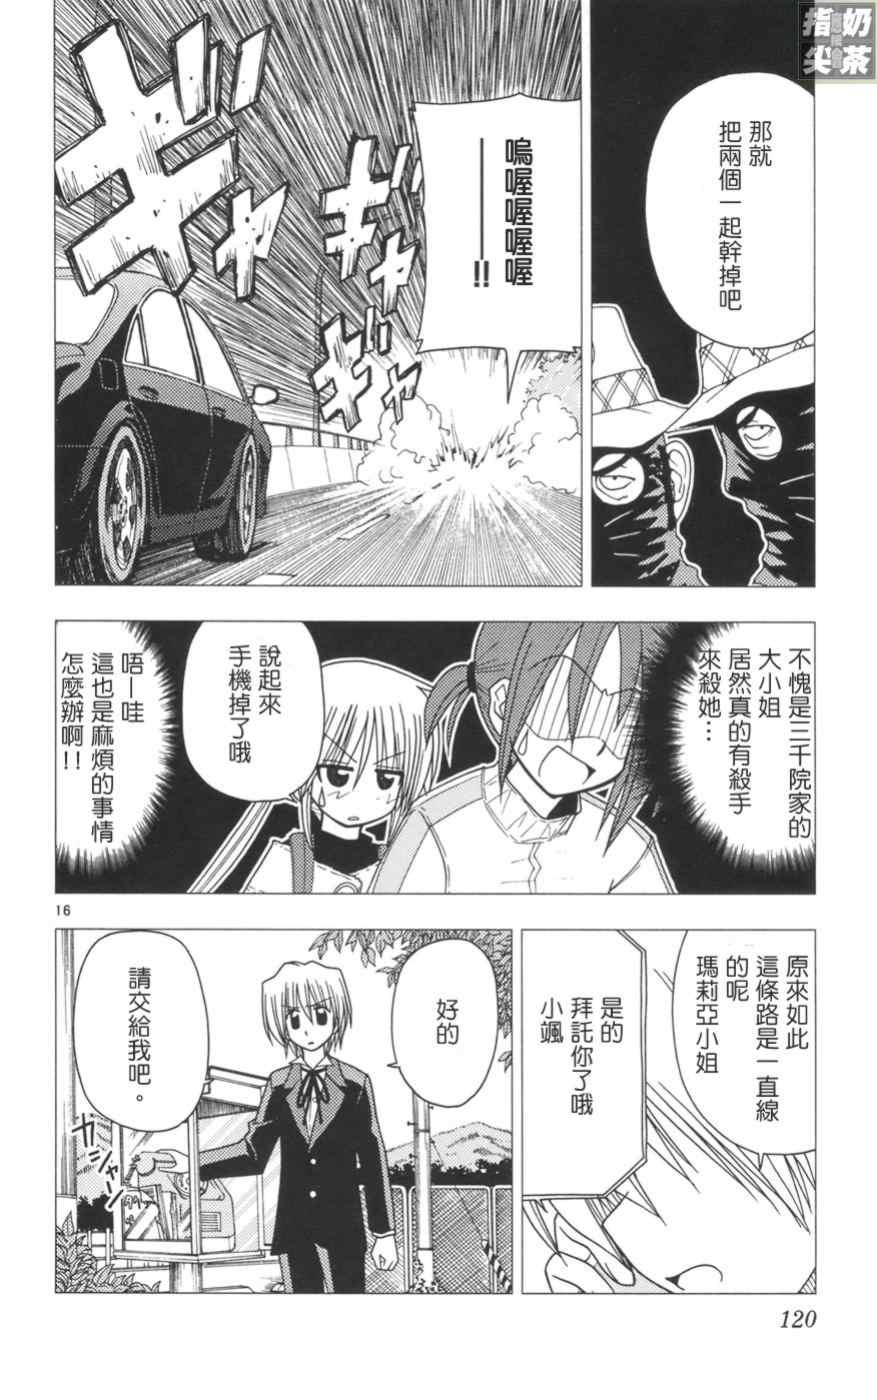 指奶
尖茶
那就
把兩個一起幹掉吧
嗚喔喔喔喔
——!!
ギャギャギャ
不愧是三千院家的
大小姐
居然真的有殺手
來殺她…
說起來
手機掉了哦
唔ー哇
這也是麻煩的事情
怎麼辦啊!!
16
原來如此
這條路是一直線
的呢
瑪莉亞小姐
是的
拜託你了哦
小颯
好的
請交給我吧。
ガシャーン
120